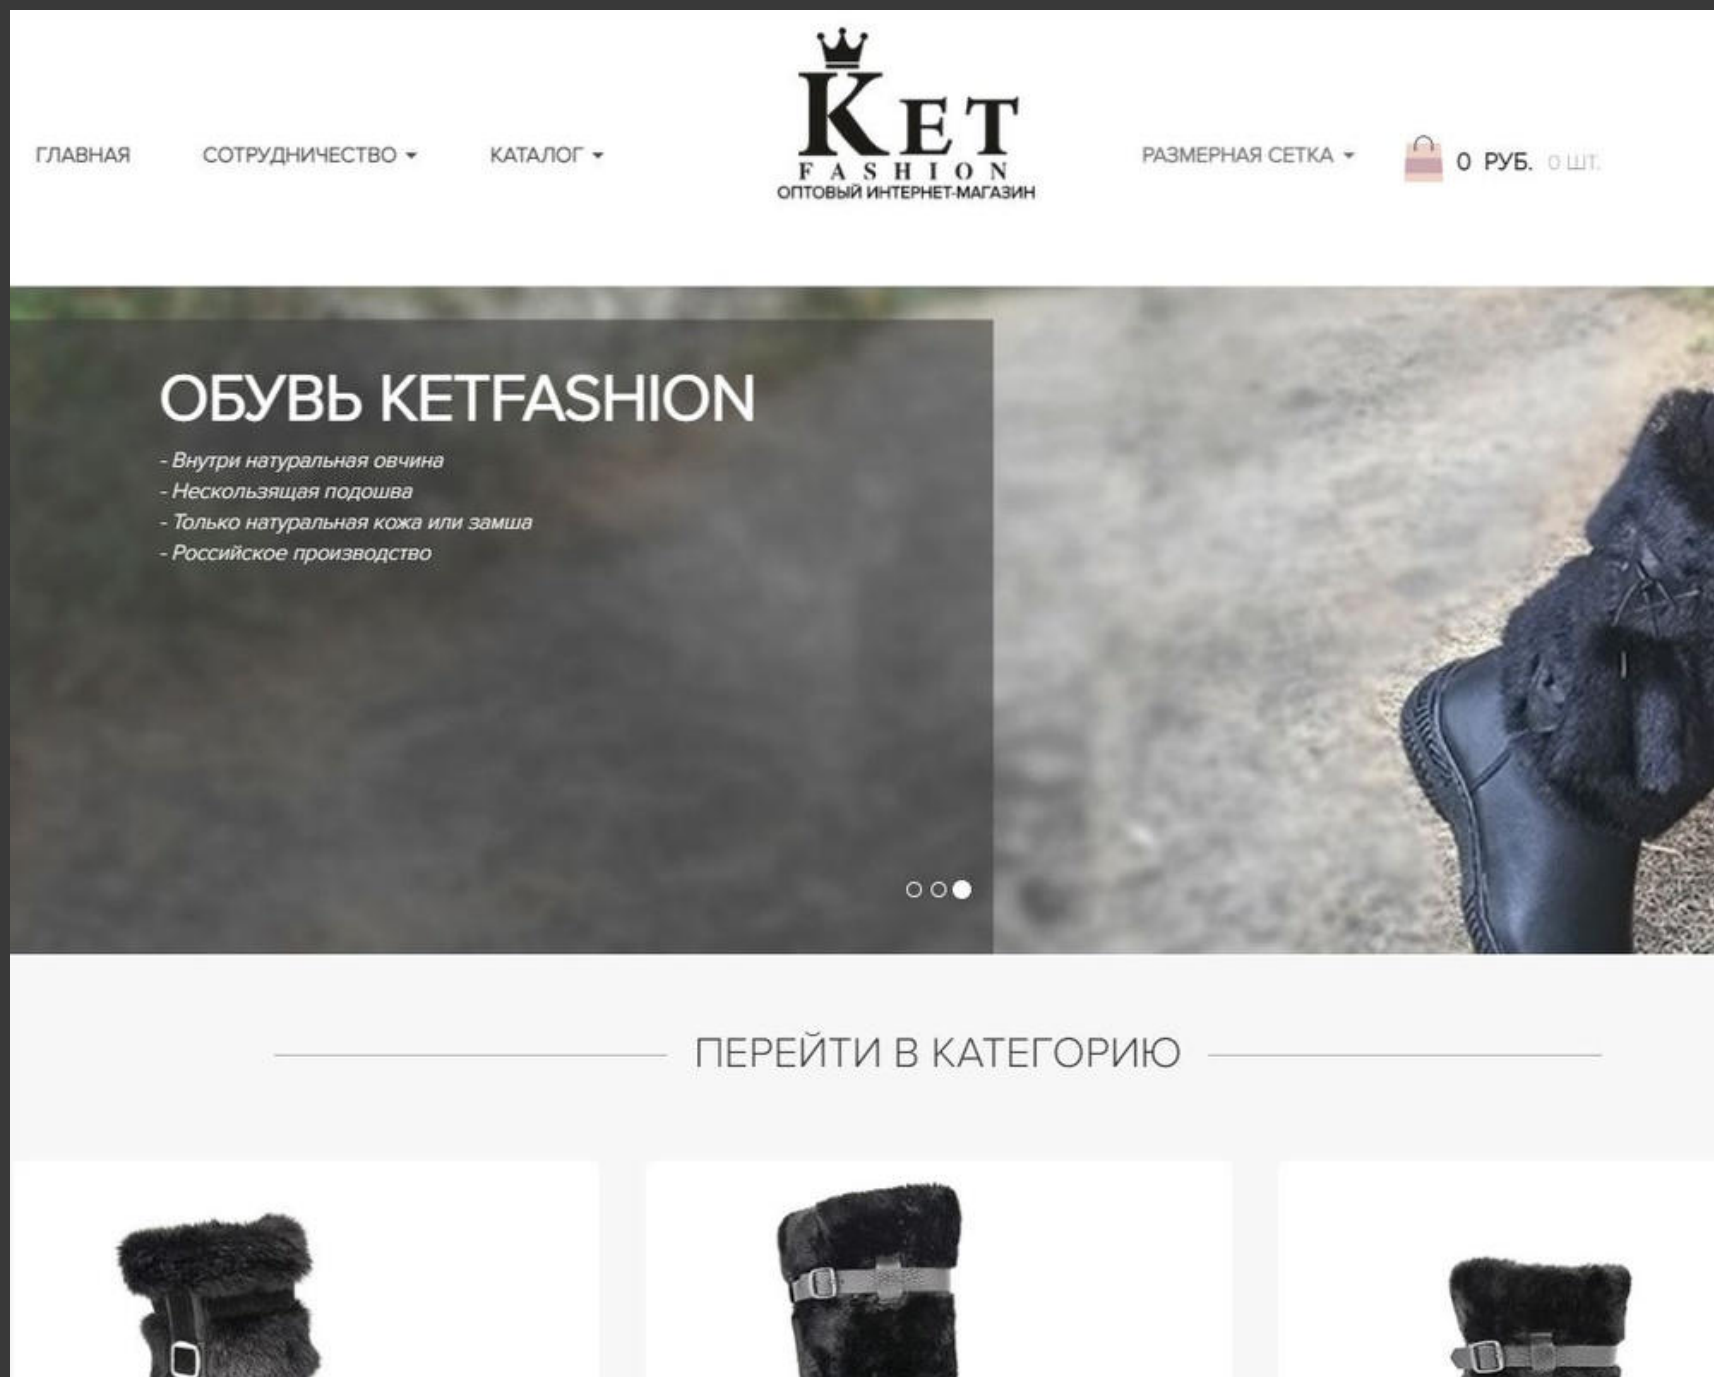 ГЛАВНАЯ
СОТРУДНИЧЕСТВО
КАТАЛОГ
KET
FASHION
ОПТОВЫЙ ИНТЕРНЕТ-МАГАЗИН
РАЗМЕРНАЯ СЕТКА
0 РУБ. 0 ШТ.
ОБУВЬ KETFASHION
- Внутри натуральная овчина
- Нескользящая подошва
- Только натуральная кожа или замша
- Российское производство
ПЕРЕЙТИ В КАТЕГОРИЮ